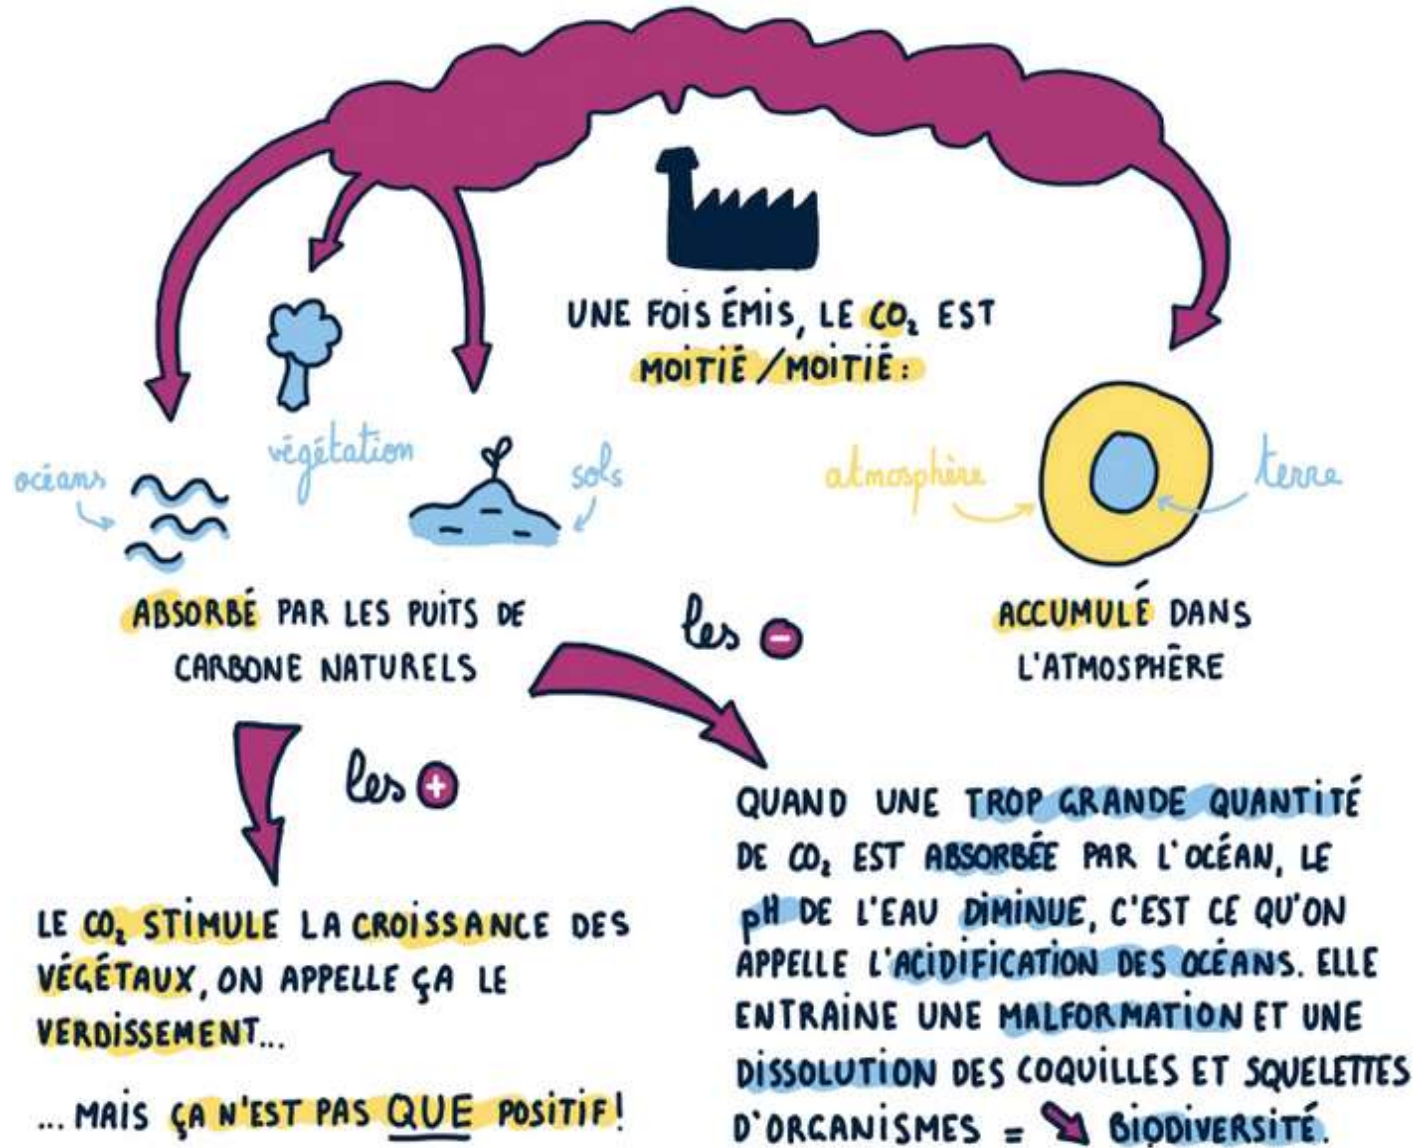 UNE FOIS ÉMIS, LE CO₂ EST
MOITIÉ/MOITIÉ:
océans
végétation
sols
atmosphère
terre
ABSORBÉ PAR LES PUITS DE
CARBONE NATURELS
ACCUMULÉ DANS
L'ATMOSPHÈRE
les +
LE CO₂ STIMULE LA CROISSANCE DES
VÉGÉTAUX, ON APPELLE ÇA LE
VERDISSEMENT...
... MAIS ÇA N'EST PAS QUE POSITIF!
les -
QUAND UNE TROP GRANDE QUANTITÉ
DE CO₂ EST ABSORBÉE PAR L'OCÉAN, LE
pH DE L'EAU DIMINUE, C'EST CE QU'ON
APPELLE L'ACIDIFICATION DES OCÉANS. ELLE
ENTRAINE UNE MALFORMATION ET UNE
DISSOLUTION DES COQUILLES ET SQUELETTES
D'ORGANISMES = ↘ BIODIVERSITÉ.